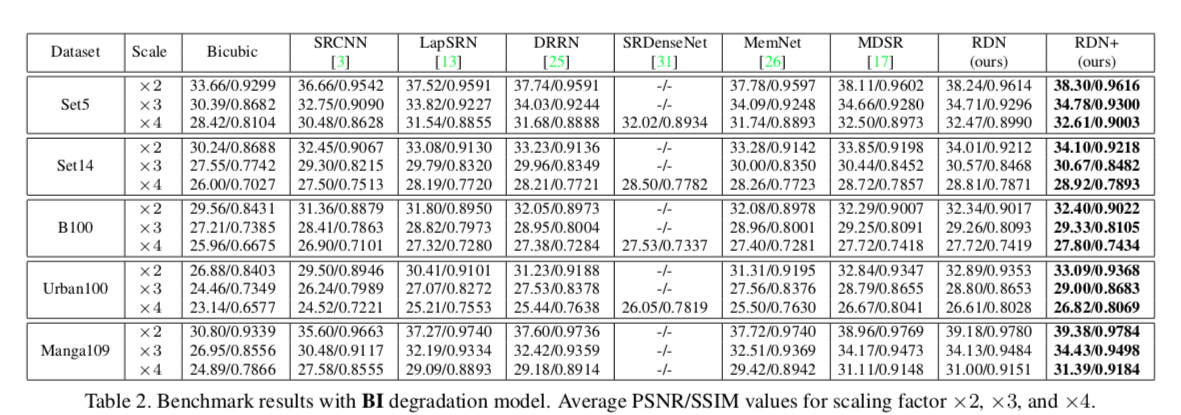 Dataset Scale Bicubic SRCNN [3] LapSRN [13] DRRN [25] SRDenseNet [31] MemNet [26] MDSR [17] RDN (ours) RDN+ (ours)
Set5 ×2 33.66/0.9299 36.66/0.9542 37.52/0.9591 37.74/0.9591 -/- 37.78/0.9597 38.11/0.9602 38.24/0.9614 38.30/0.9616
×3 30.39/0.8682 32.75/0.9090 33.82/0.9227 34.03/0.9244 -/- 34.09/0.9248 34.66/0.9280 34.71/0.9296 34.78/0.9300
×4 28.42/0.8104 30.48/0.8628 31.54/0.8855 31.68/0.8888 32.02/0.8934 31.74/0.8893 32.50/0.8973 32.47/0.8990 32.61/0.9003
Set14 ×2 30.24/0.8688 32.45/0.9067 33.08/0.9130 33.23/0.9136 -/- 33.28/0.9142 33.85/0.9198 34.01/0.9212 34.10/0.9218
×3 27.55/0.7742 29.30/0.8215 29.79/0.8320 29.96/0.8349 -/- 30.00/0.8350 30.44/0.8452 30.57/0.8468 30.67/0.8482
×4 26.00/0.7027 27.50/0.7513 28.19/0.7720 28.21/0.7721 28.50/0.7782 28.26/0.7723 28.72/0.7857 28.81/0.7871 28.92/0.7893
B100 ×2 29.56/0.8431 31.36/0.8879 31.80/0.8950 32.05/0.8973 -/- 32.08/0.8978 32.29/0.9007 32.34/0.9017 32.40/0.9022
×3 27.21/0.7385 28.41/0.7863 28.82/0.7973 28.95/0.8004 -/- 28.96/0.8001 29.25/0.8091 29.26/0.8093 29.33/0.8105
×4 25.96/0.6675 26.90/0.7101 27.32/0.7280 27.38/0.7284 27.53/0.7337 27.40/0.7281 27.72/0.7418 27.72/0.7419 27.80/0.7434
Urban100 ×2 26.88/0.8403 29.50/0.8946 30.41/0.9101 31.23/0.9188 -/- 31.31/0.9195 32.84/0.9347 32.89/0.9353 33.09/0.9368
×3 24.46/0.7349 26.24/0.7989 27.07/0.8272 27.53/0.8378 -/- 27.56/0.8376 28.79/0.8655 28.80/0.8653 29.00/0.8683
×4 23.14/0.6577 24.52/0.7221 25.21/0.7553 25.44/0.7638 26.05/0.7819 25.50/0.7630 26.67/0.8041 26.61/0.8028 26.82/0.8069
Manga109 ×2 30.80/0.9339 35.60/0.9663 37.27/0.9740 37.60/0.9736 -/- 37.72/0.9740 38.96/0.9769 39.18/0.9780 39.38/0.9784
×3 26.95/0.8556 30.48/0.9117 32.19/0.9334 32.42/0.9359 -/- 32.51/0.9369 34.17/0.9473 34.13/0.9484 34.43/0.9498
×4 24.89/0.7866 27.58/0.8555 29.09/0.8893 29.18/0.8914 -/- 29.42/0.8942 31.11/0.9148 31.00/0.9151 31.39/0.9184
Table 2. Benchmark results with BI degradation model. Average PSNR/SSIM values for scaling factor ×2, ×3, and ×4.